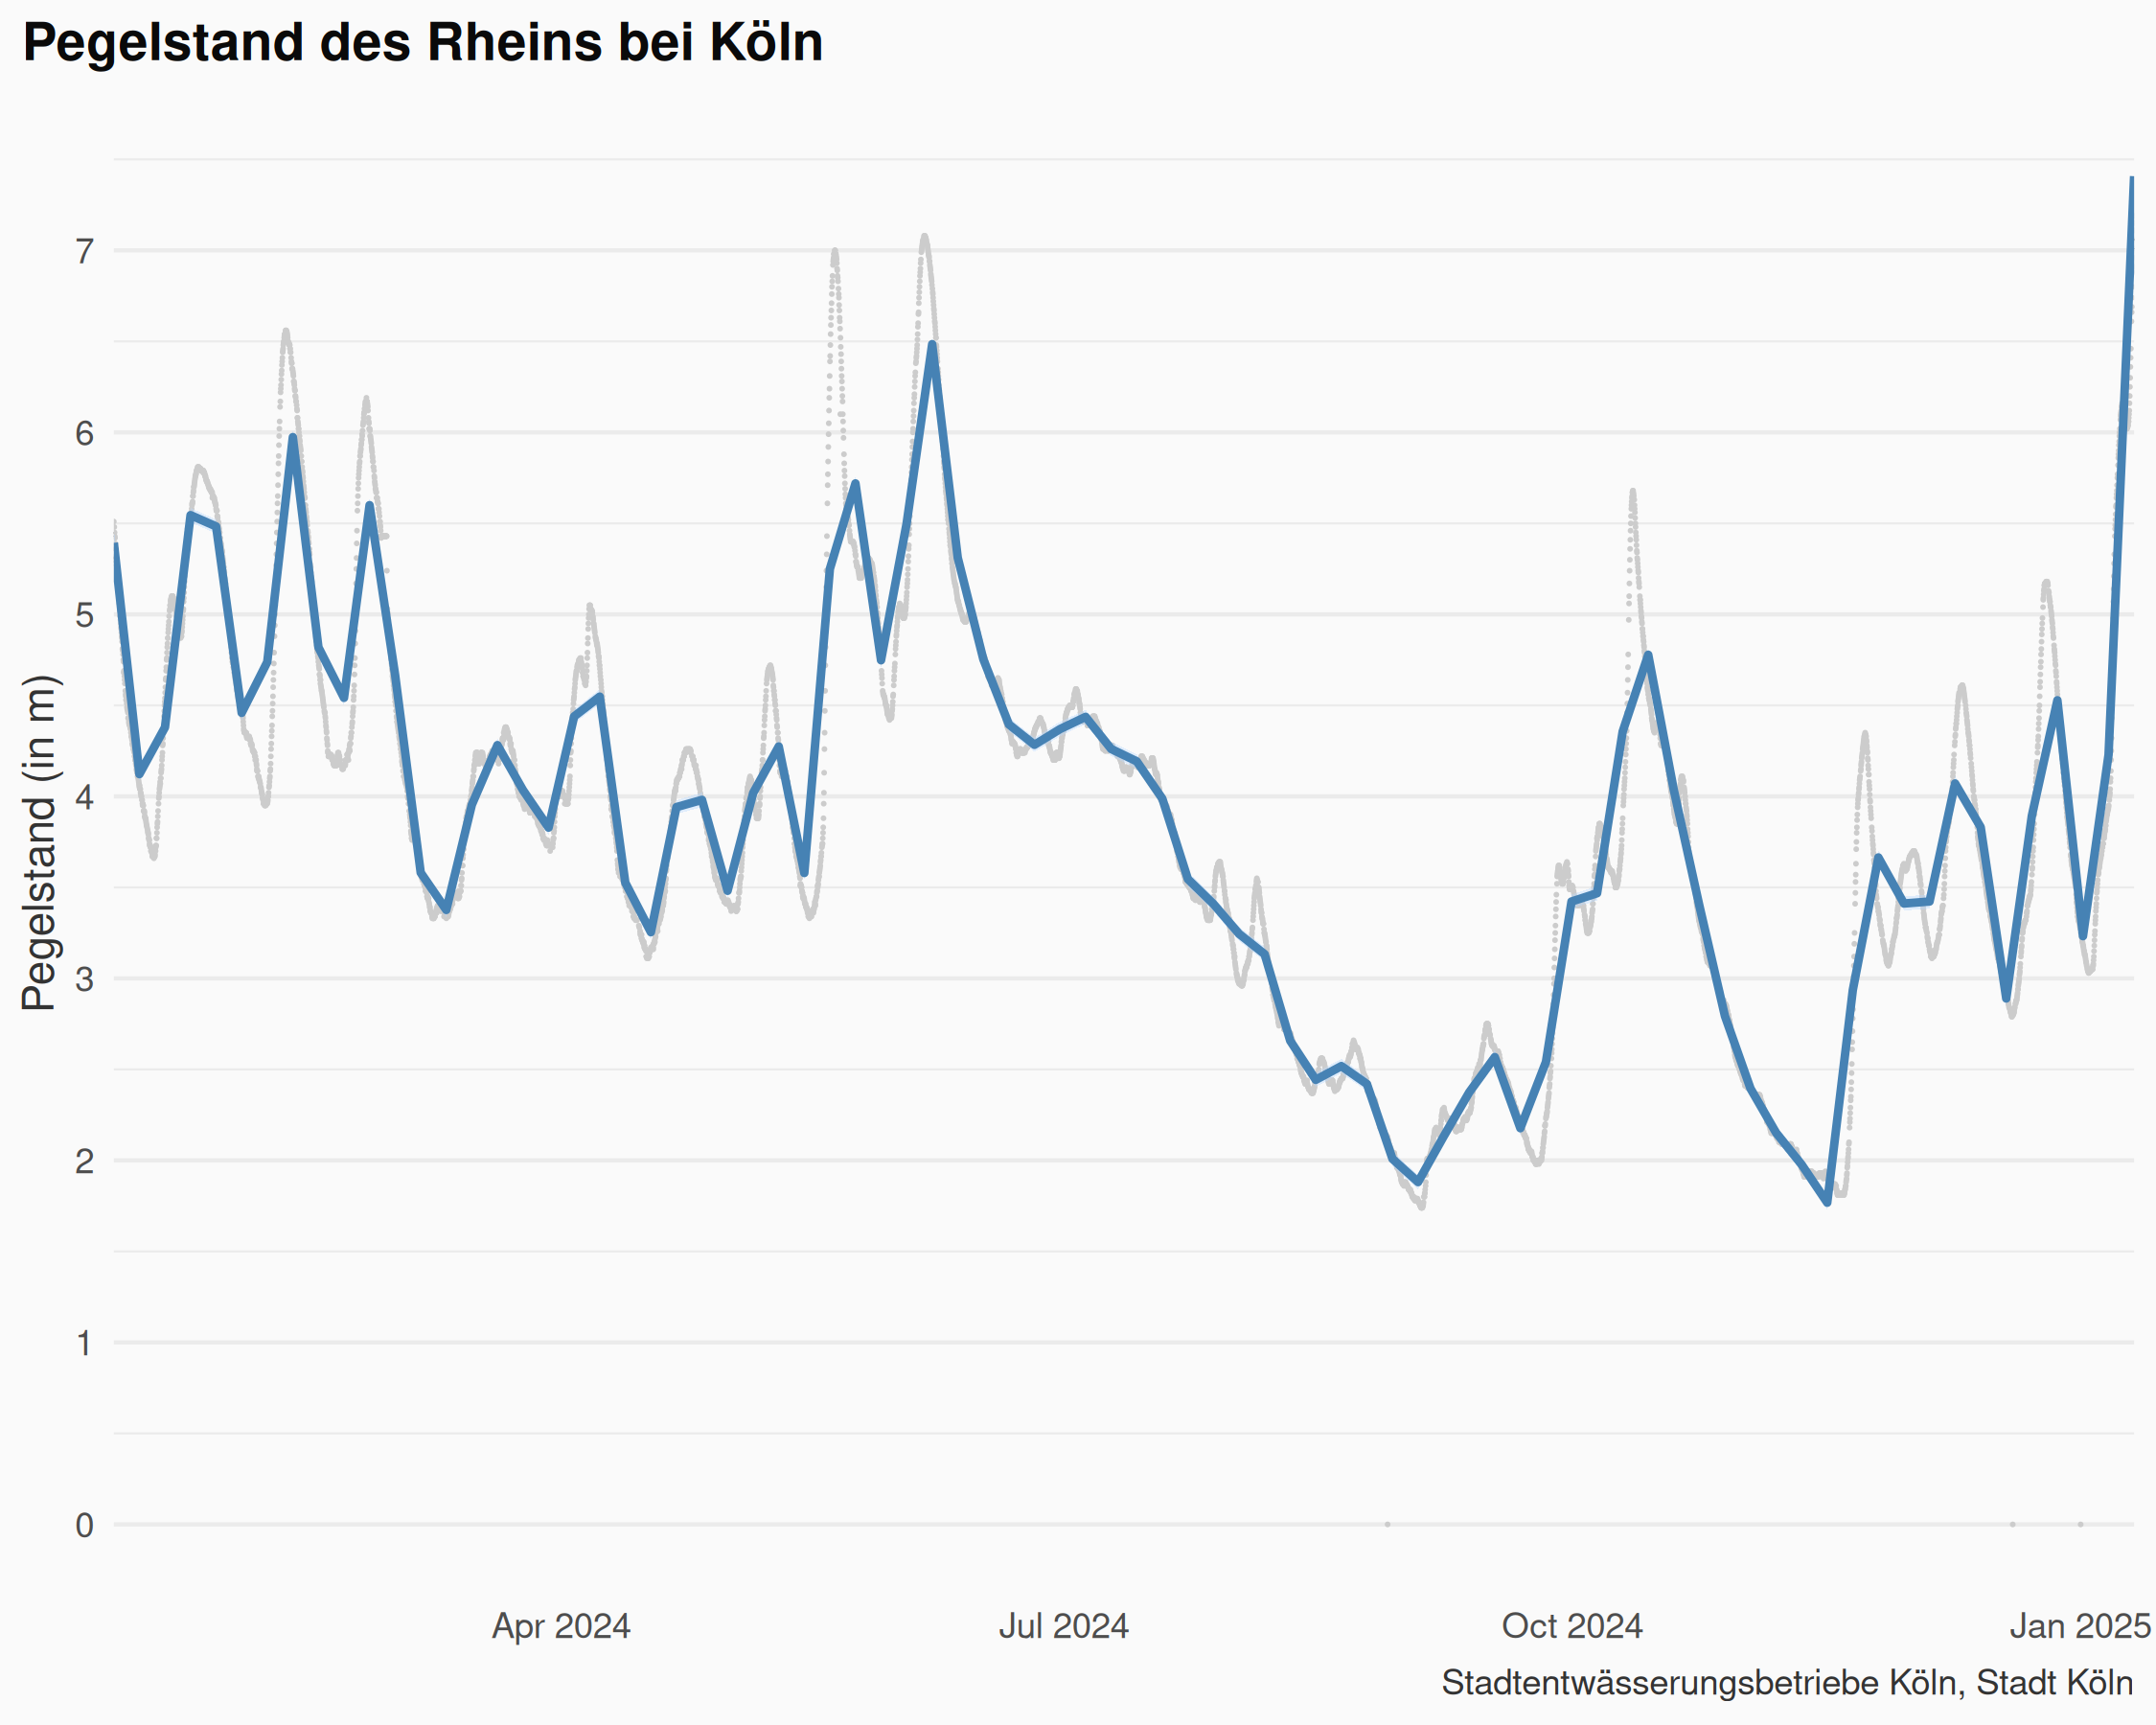 Pegelstand des Rheins bei Köln
Pegelstand (in m)
7
6
5
4
3
2
1
0
Apr 2024 Jul 2024 Oct 2024 Jan 2025
Stadtentwässerungsbetriebe Köln, Stadt Köln